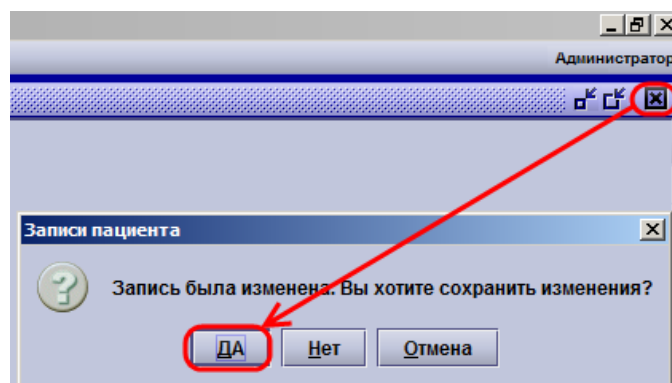 Администратор
Записи пациента
Запись была изменена. Вы хотите сохранить изменения?
ДА Нет Отмена